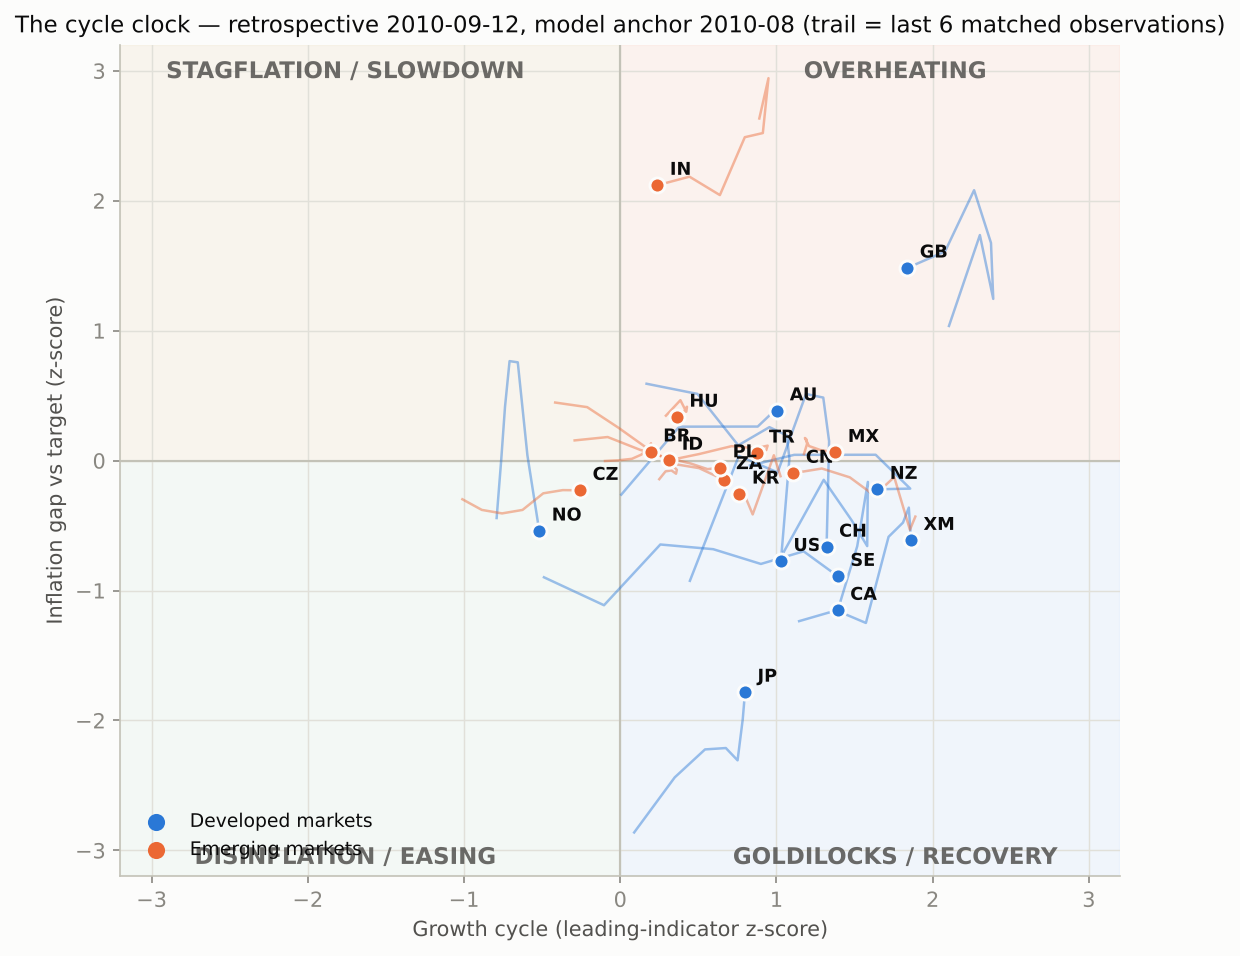 The cycle clock — retrospective 2010-09-12, model anchor 2010-08 (trail = last 6 matched observations)
STAGFLATION / SLOWDOWN
OVERHEATING
IN
GB
AU
HU
BR
ID
TR
MX
PL
ZA
CN
KR
CZ
NZ
NO
XM
US
CH
SE
CA
JP
Developed markets
Emerging markets
DISINFLATION / EASING
GOLDILOCKS / RECOVERY
3
2
1
0
−1
−2
−3
−3
−2
−1
0
1
2
3
Growth cycle (leading-indicator z-score)
Inflation gap vs target (z-score)